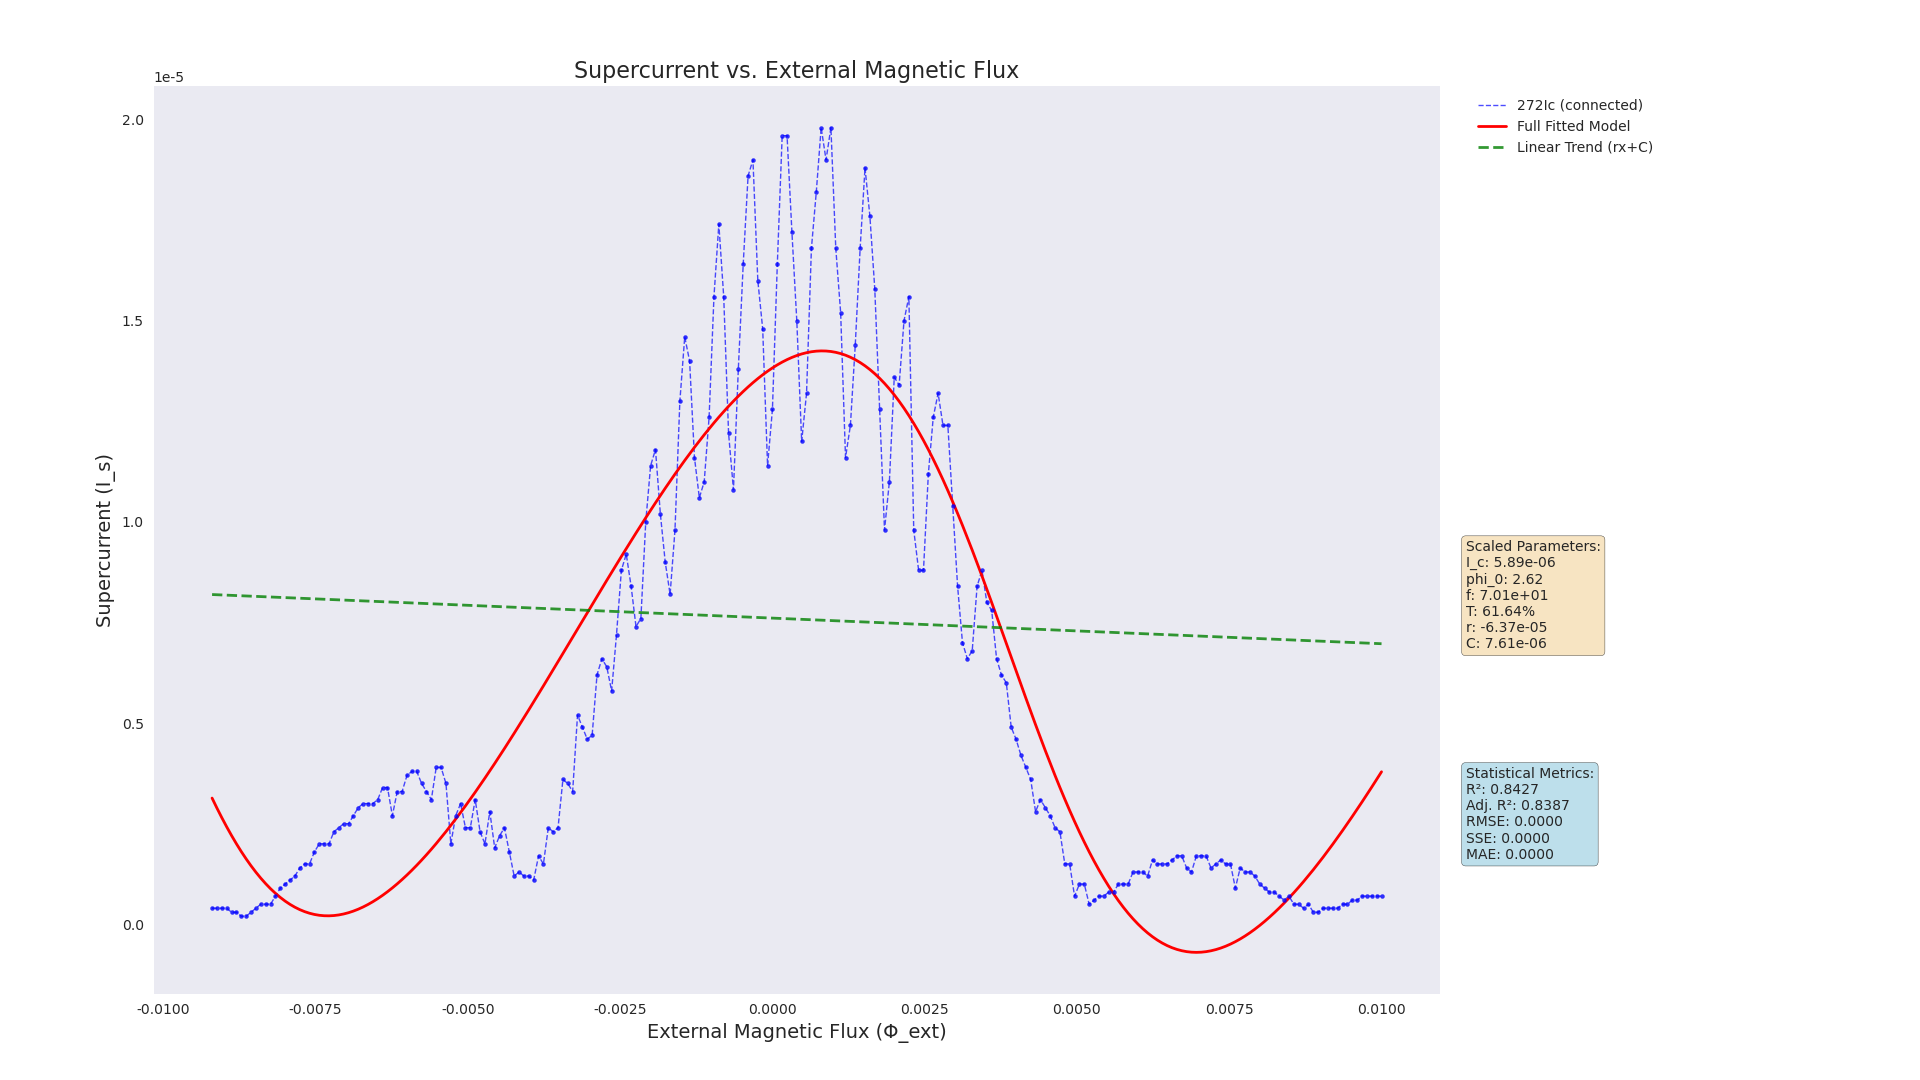 Supercurrent vs. External Magnetic Flux
1e-5
2.0
1.5
1.0
0.5
0.0
Supercurrent (I_s)
-0.0100
-0.0075
-0.0050
-0.0025
0.0000
0.0025
0.0050
0.0075
0.0100
External Magnetic Flux (Φ_ext)
272Ic (connected)
Full Fitted Model
Linear Trend (rx+C)
Scaled Parameters:
I_c: 5.89e-06
phi_0: 2.62
f: 7.01e+01
T: 61.64%
r: -6.37e-05
C: 7.61e-06
Statistical Metrics:
R²: 0.8427
Adj. R²: 0.8387
RMSE: 0.0000
SSE: 0.0000
MAE: 0.0000